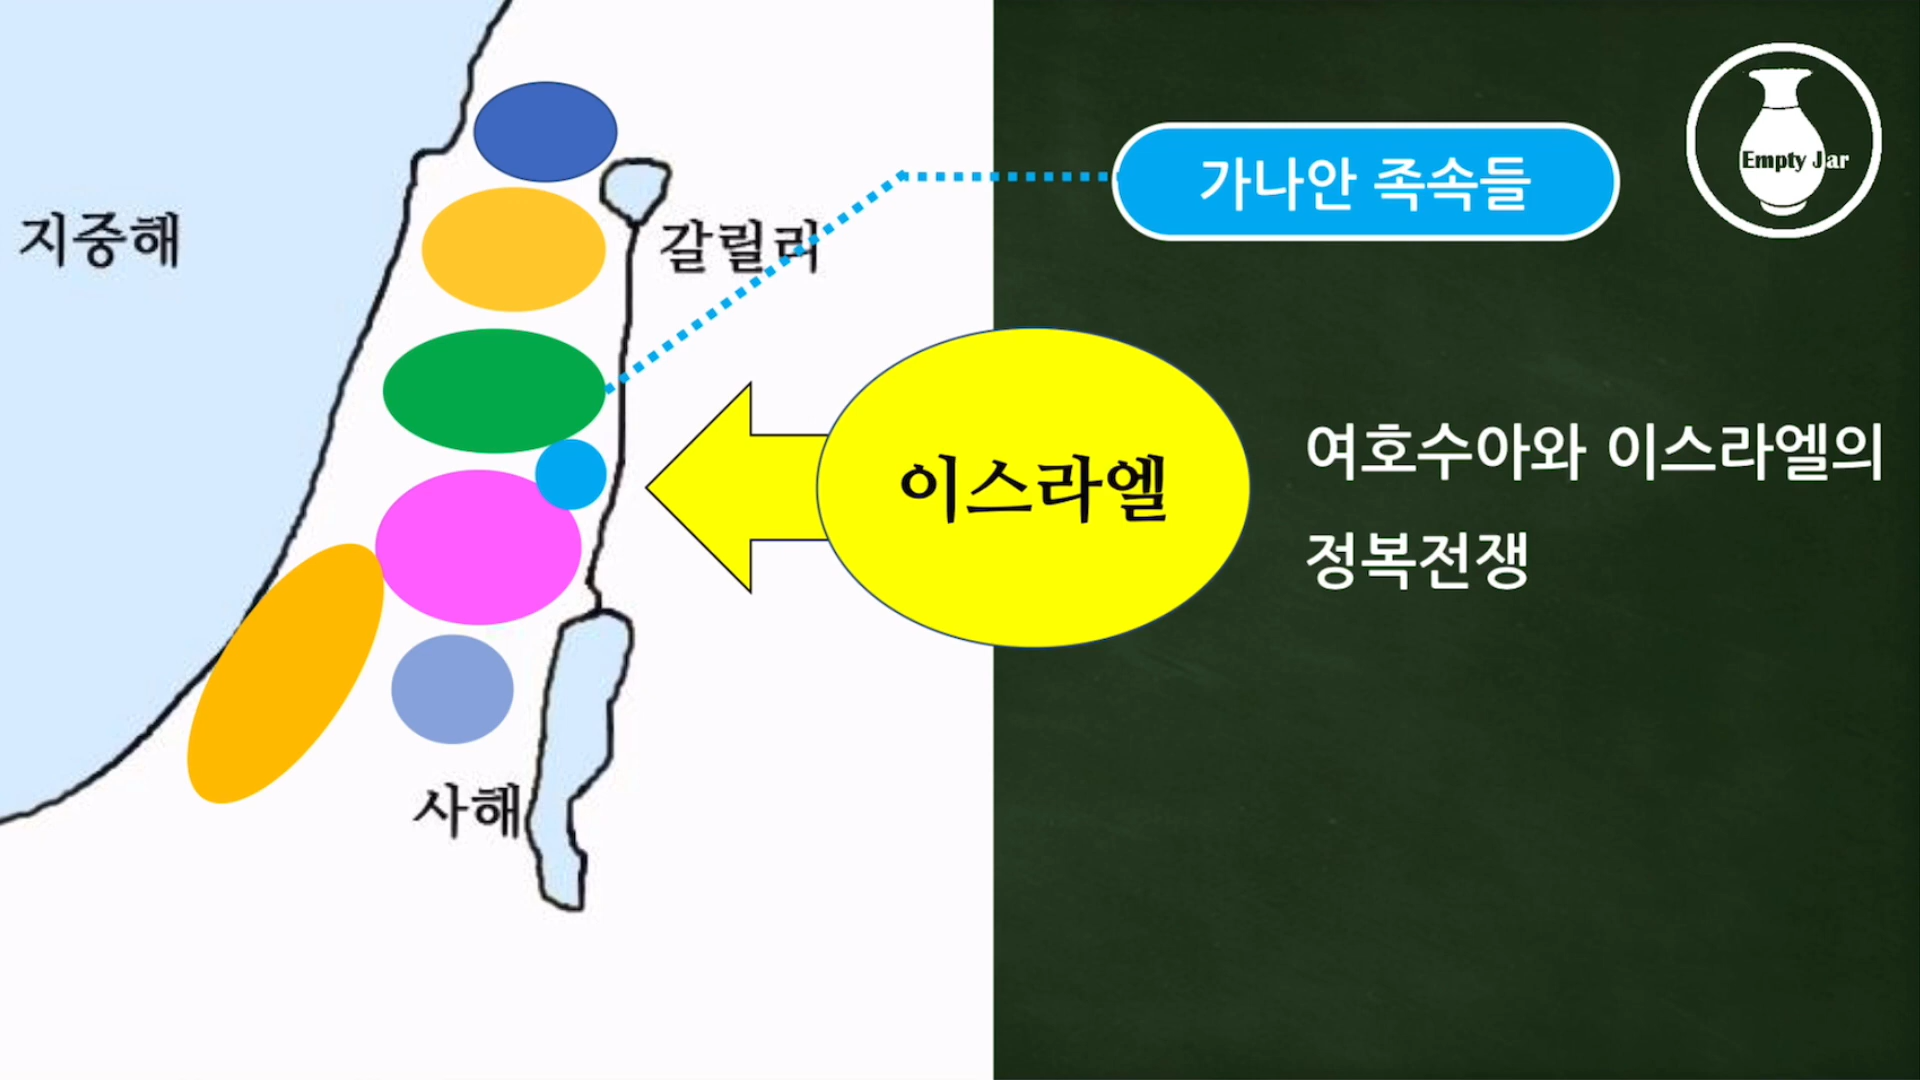 지중해
갈릴리
사해
이스라엘
가나안 족속들
Empty Jar
여호수아와 이스라엘의
정복전쟁